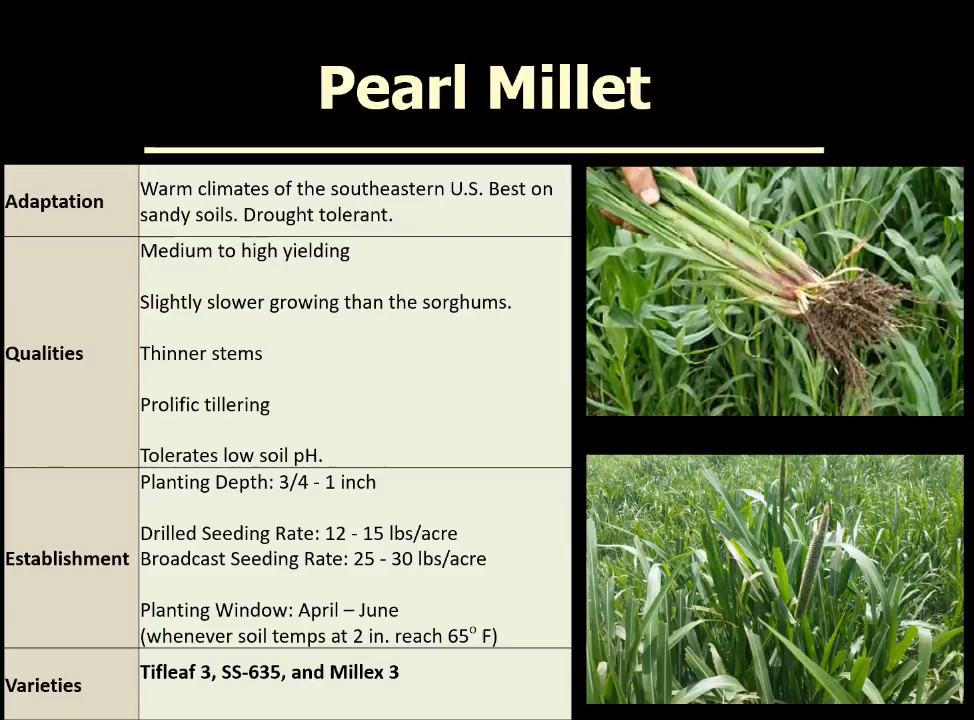 Pearl Millet
Adaptation
Warm climates of the southeastern U.S. Best on
sandy soils. Drought tolerant.
Qualities
Medium to high yielding
Slightly slower growing than the sorghums.
Thinner stems
Prolific tillering
Tolerates low soil pH.
Establishment
Planting Depth: 3/4 - 1 inch
Drilled Seeding Rate: 12 - 15 lbs/acre
Broadcast Seeding Rate: 25 - 30 lbs/acre
Planting Window: April – June
(whenever soil temps at 2 in. reach 65° F)
Varieties
Tifleaf 3, SS-635, and Millex 3